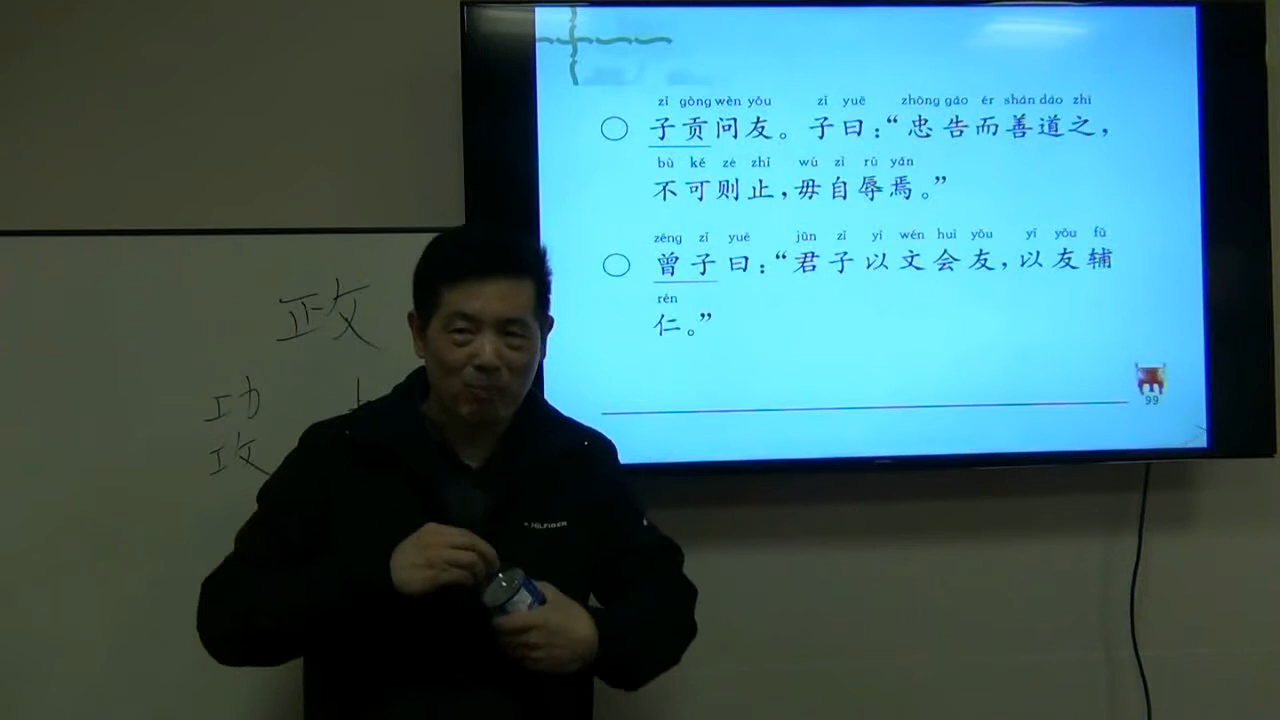 zǐ gòng wèn yǒu zǐ yuē zhōng gào ér shàn dǎo zhī
子贡问友。子曰：“忠告而善道之，
bù kě zé zhǐ wú zì rǔ yān
不可则止，毋自辱焉。”
zēng zǐ yuē jūn zǐ yǐ wén huì yǒu yǐ yǒu fǔ
曾子曰：“君子以文会友，以友辅
rén
仁。”
99
政
功
攻
HILFIGER